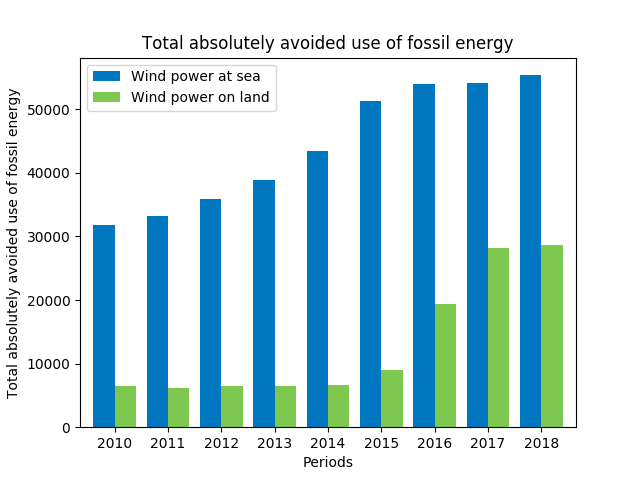 Total absolutely avoided use of fossil energy
Wind power at sea
Wind power on land
Total absolutely avoided use of fossil energy
50000
40000
30000
20000
10000
0
2010 2011 2012 2013 2014 2015 2016 2017 2018
Periods